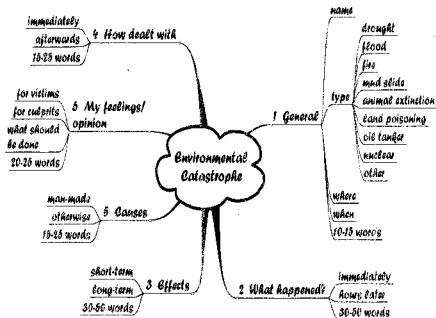 Environmental
Catastrophe
1 General
name
type
drought
flood
fire
mud slide
animal extinction
land poisoning
oil tanker
nuclear
other
where
when
10-15 words
2 What happened?
immediately
hours later
30-50 words
3 Effects
short-term
long-term
30-50 words
4 How dealt with
immediately
afterwards
15-25 words
5 Causes
man-made
otherwise
15-25 words
6 My feelings/
opinion
for victims
for culprits
what should
be done
20-25 words